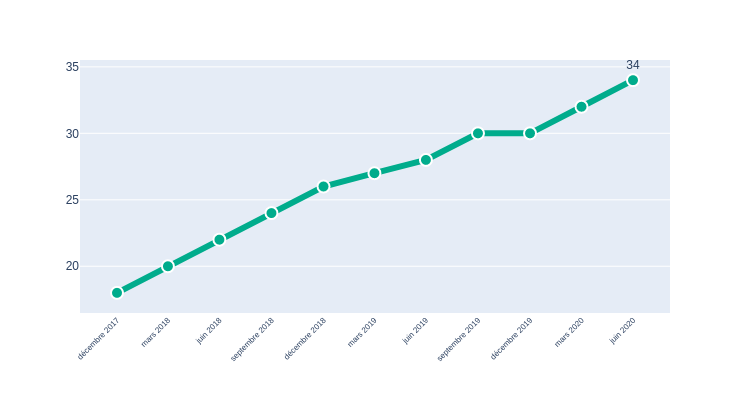 35
34
30
25
20
décembre 2017
mars 2018
juin 2018
septembre 2018
décembre 2018
mars 2019
juin 2019
septembre 2019
décembre 2019
mars 2020
juin 2020